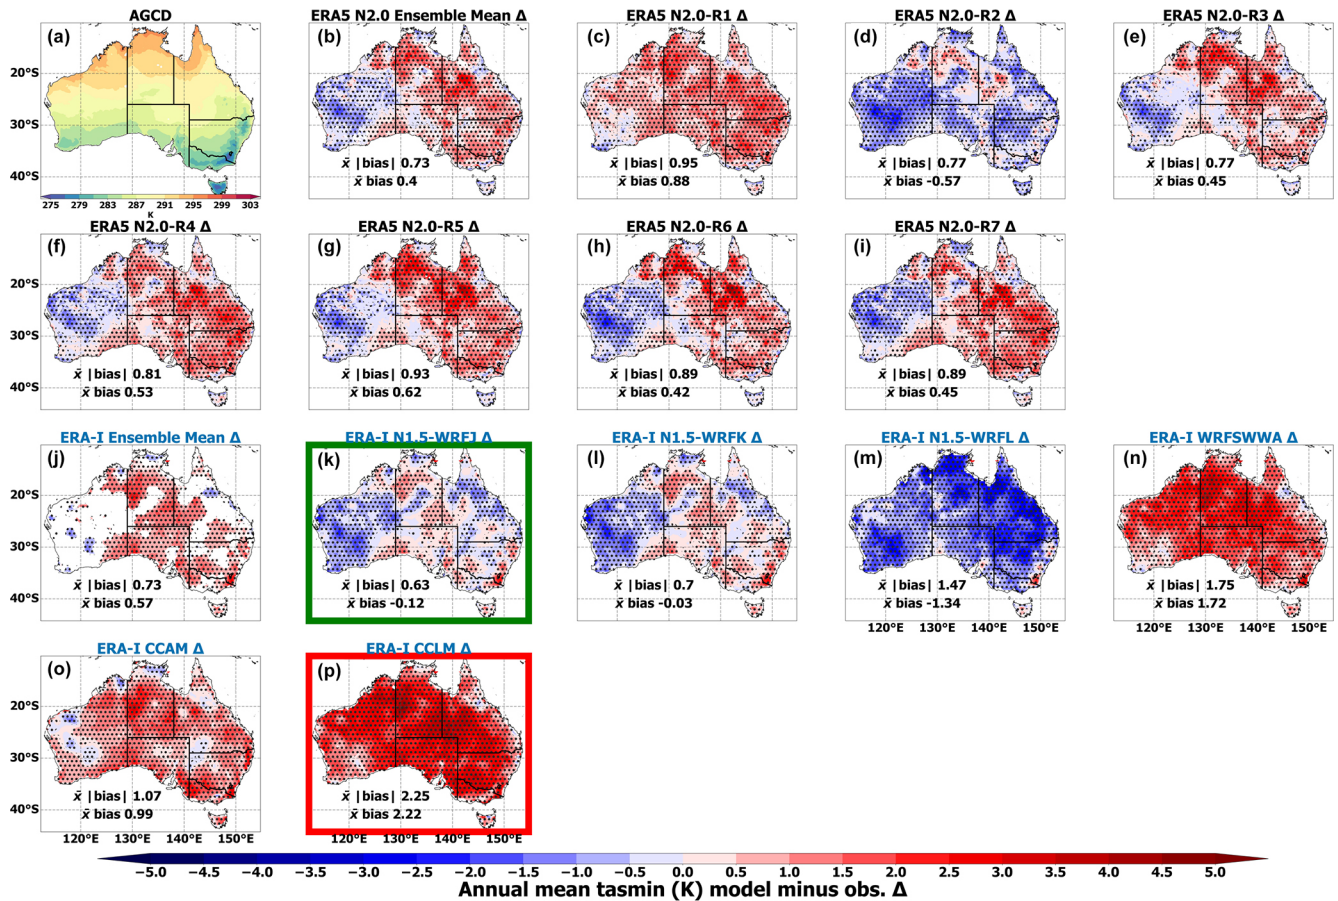 AGCD
ERA5 N2.0 Ensemble Mean Δ
ERA5 N2.0-R1 Δ
ERA5 N2.0-R2 Δ
ERA5 N2.0-R3 Δ
(a)
(b)
(c)
(d)
(e)
20°S
30°S
40°S
x̄ |bias| 0.73
x̄ bias 0.4
x̄ |bias| 0.95
x̄ bias 0.88
x̄ |bias| 0.77
x̄ bias -0.57
x̄ |bias| 0.77
x̄ bias 0.45
275 279 283 287 291 295 299 303
K
ERA5 N2.0-R4 Δ
ERA5 N2.0-R5 Δ
ERA5 N2.0-R6 Δ
ERA5 N2.0-R7 Δ
(f)
(g)
(h)
(i)
20°S
30°S
40°S
x̄ |bias| 0.81
x̄ bias 0.53
x̄ |bias| 0.93
x̄ bias 0.62
x̄ |bias| 0.89
x̄ bias 0.42
x̄ |bias| 0.89
x̄ bias 0.45
ERA-I Ensemble Mean Δ
ERA-I N1.5-WRFJ Δ
ERA-I N1.5-WRFK Δ
ERA-I N1.5-WRFL Δ
ERA-I WRFSWWA Δ
(j)
(k)
(l)
(m)
(n)
20°S
30°S
40°S
x̄ |bias| 0.73
x̄ bias 0.57
x̄ |bias| 0.63
x̄ bias -0.12
x̄ |bias| 0.7
x̄ bias -0.03
x̄ |bias| 1.47
x̄ bias -1.34
x̄ |bias| 1.75
x̄ bias 1.72
120°E 130°E 140°E 150°E
120°E 130°E 140°E 150°E
ERA-I CCAM Δ
ERA-I CCLM Δ
(o)
(p)
20°S
30°S
40°S
x̄ |bias| 1.07
x̄ bias 0.99
x̄ |bias| 2.25
x̄ bias 2.22
120°E 130°E 140°E 150°E
120°E 130°E 140°E 150°E
−5.0 −4.5 −4.0 −3.5 −3.0 −2.5 −2.0 −1.5 −1.0 −0.5 0.0 0.5 1.0 1.5 2.0 2.5 3.0 3.5 4.0 4.5 5.0
Annual mean tasmin (K) model minus obs. Δ